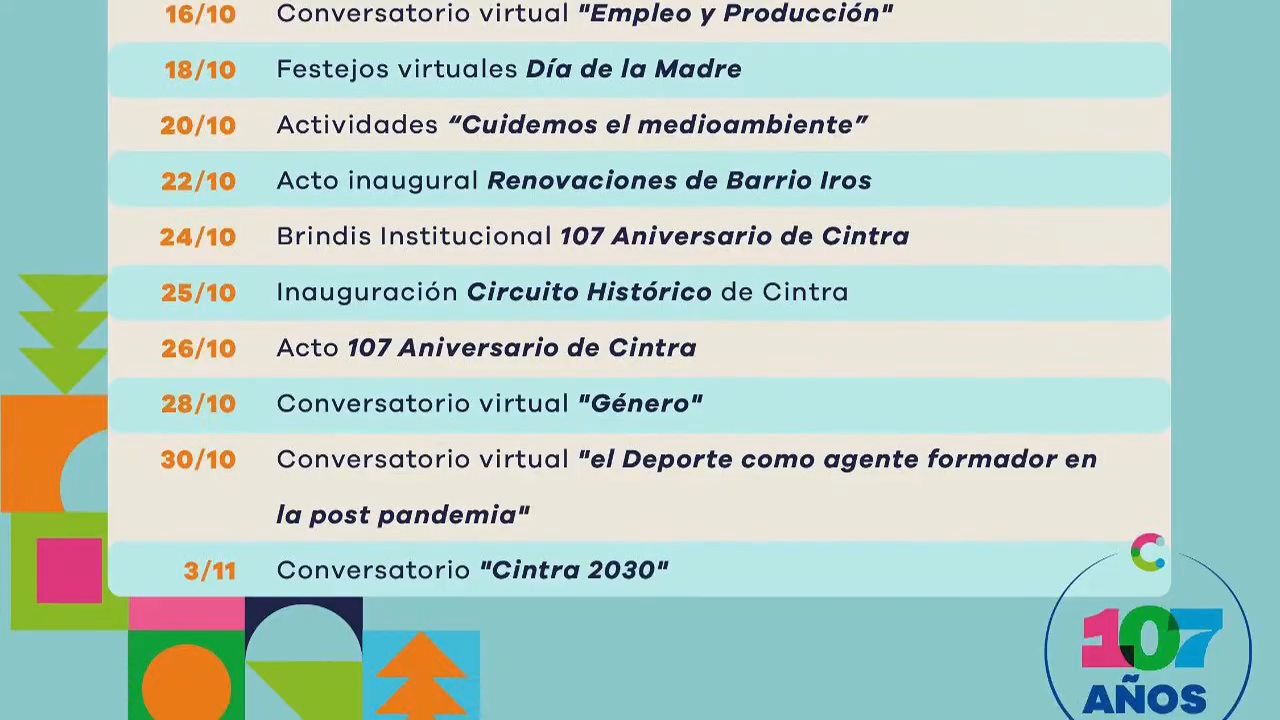 16/10 Conversatorio virtual "Empleo y Producción"
18/10 Festejos virtuales Día de la Madre
20/10 Actividades “Cuidemos el medioambiente”
22/10 Acto inaugural Renovaciones de Barrio Iros
24/10 Brindis Institucional 107 Aniversario de Cintra
25/10 Inauguración Circuito Histórico de Cintra
26/10 Acto 107 Aniversario de Cintra
28/10 Conversatorio virtual "Género"
30/10 Conversatorio virtual "el Deporte como agente formador en
la post pandemia"
3/11 Conversatorio "Cintra 2030"
C
107
AÑOS